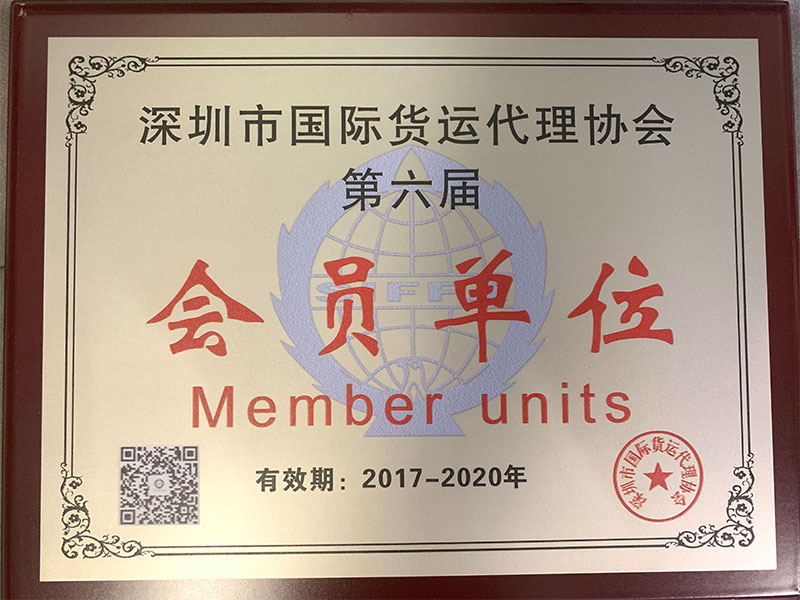 深圳市国际货运代理协会
第六届
SIFFA
会员单位
Member units
有效期：2017-2020年
深圳市国际货运代理协会